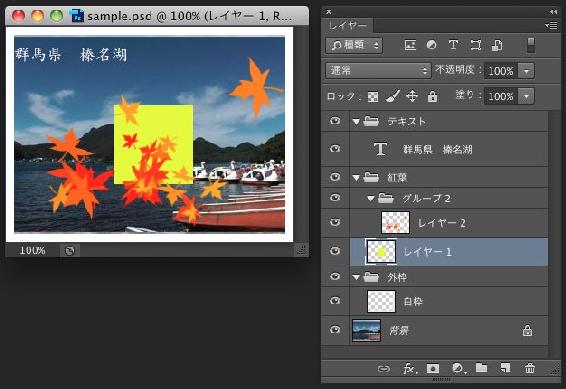 sample.psd @ 100% (レイヤー 1, R...
群馬県　榛名湖
100%
レイヤー
種類
通常
不透明度:
100%
ロック:
塗り:
100%
テキスト
T 群馬県　榛名湖
紅葉
グループ 2
レイヤー 2
レイヤー 1
外枠
白枠
背景
fx